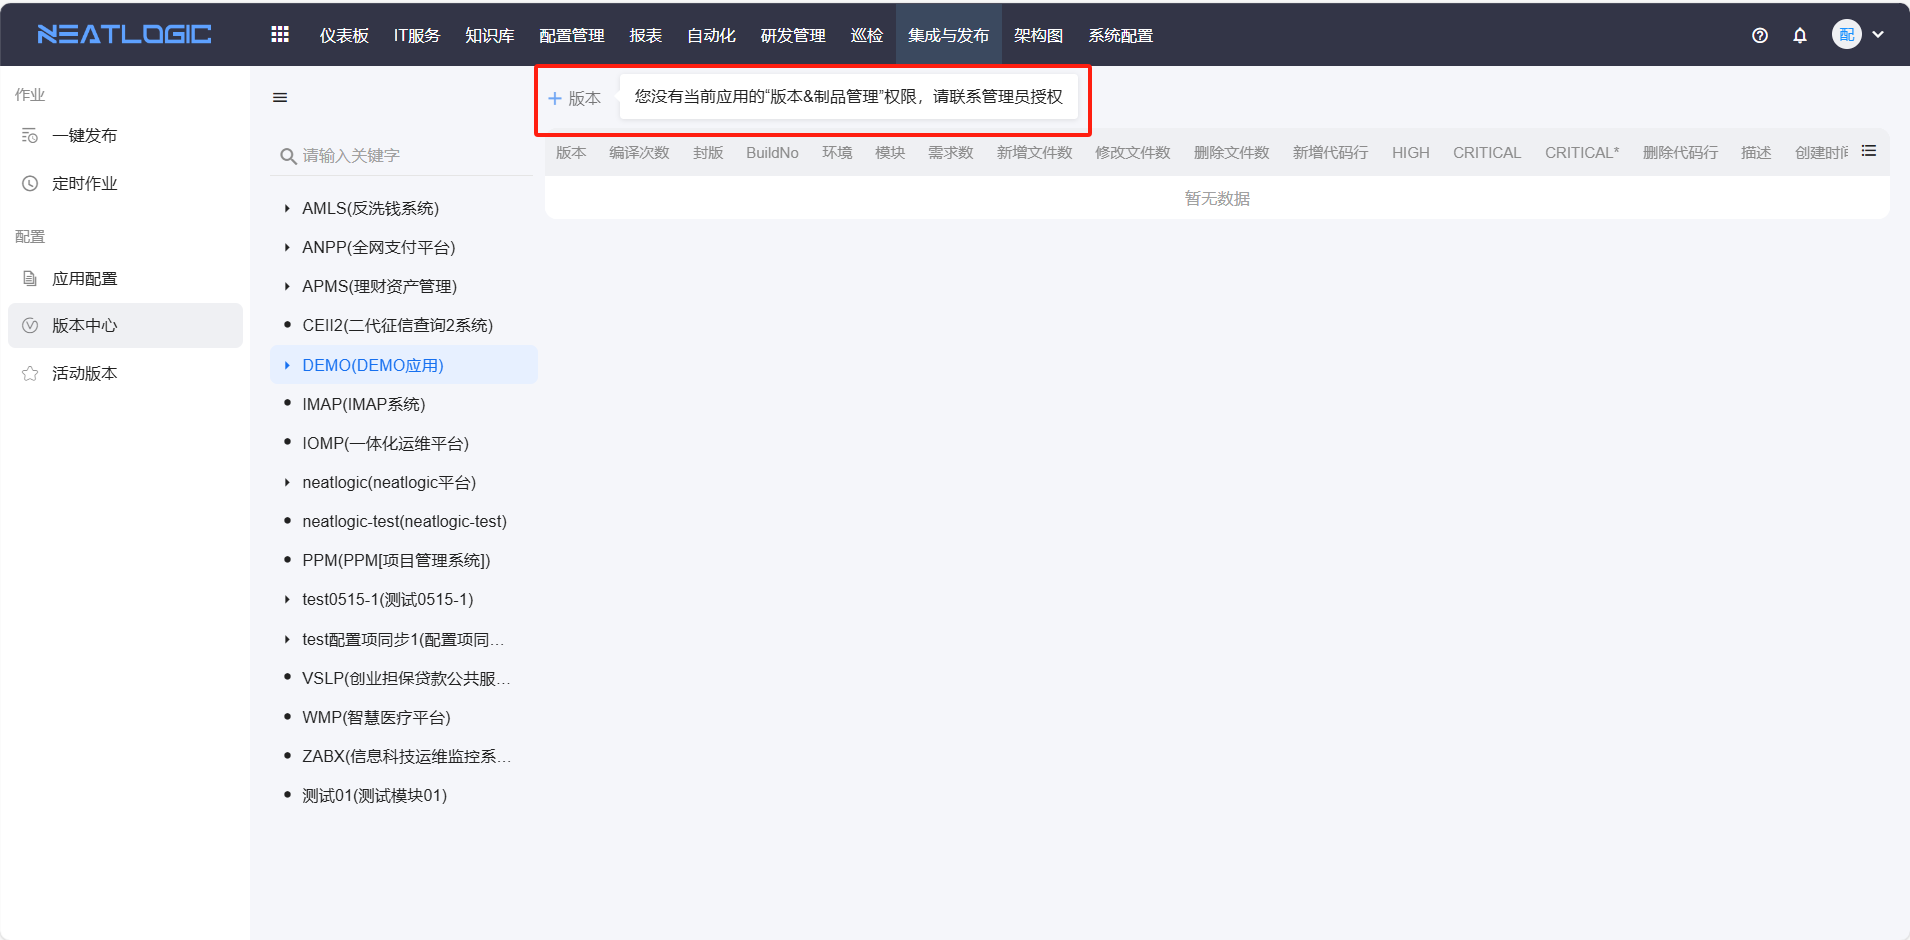 NEATLOGIC
仪表板 IT服务 知识库 配置管理 报表 自动化 研发管理 巡检 集成与发布 架构图 系统配置
配
作业
一键发布
定时作业
配置
应用配置
版本中心
活动版本
请输入关键字
AMLS(反洗钱系统)
ANPP(全网支付平台)
APMS(理财资产管理)
CEII2(二代征信查询2系统)
DEMO(DEMO应用)
IMAP(IMAP系统)
IOMP(一体化运维平台)
neatlogic(neatlogic平台)
neatlogic-test(neatlogic-test)
PPM(PPM[项目管理系统])
test0515-1(测试0515-1)
test配置项同步1(配置项同...
VSLP(创业担保贷款公共服...
WMP(智慧医疗平台)
ZABX(信息科技运维监控系...
测试01(测试模块01)
+ 版本
您没有当前应用的“版本&制品管理”权限，请联系管理员授权
版本 编译次数 封版 BuildNo 环境 模块 需求数 新增文件数 修改文件数 删除文件数 新增代码行 HIGH CRITICAL CRITICAL* 删除代码行 描述 创建时间
暂无数据